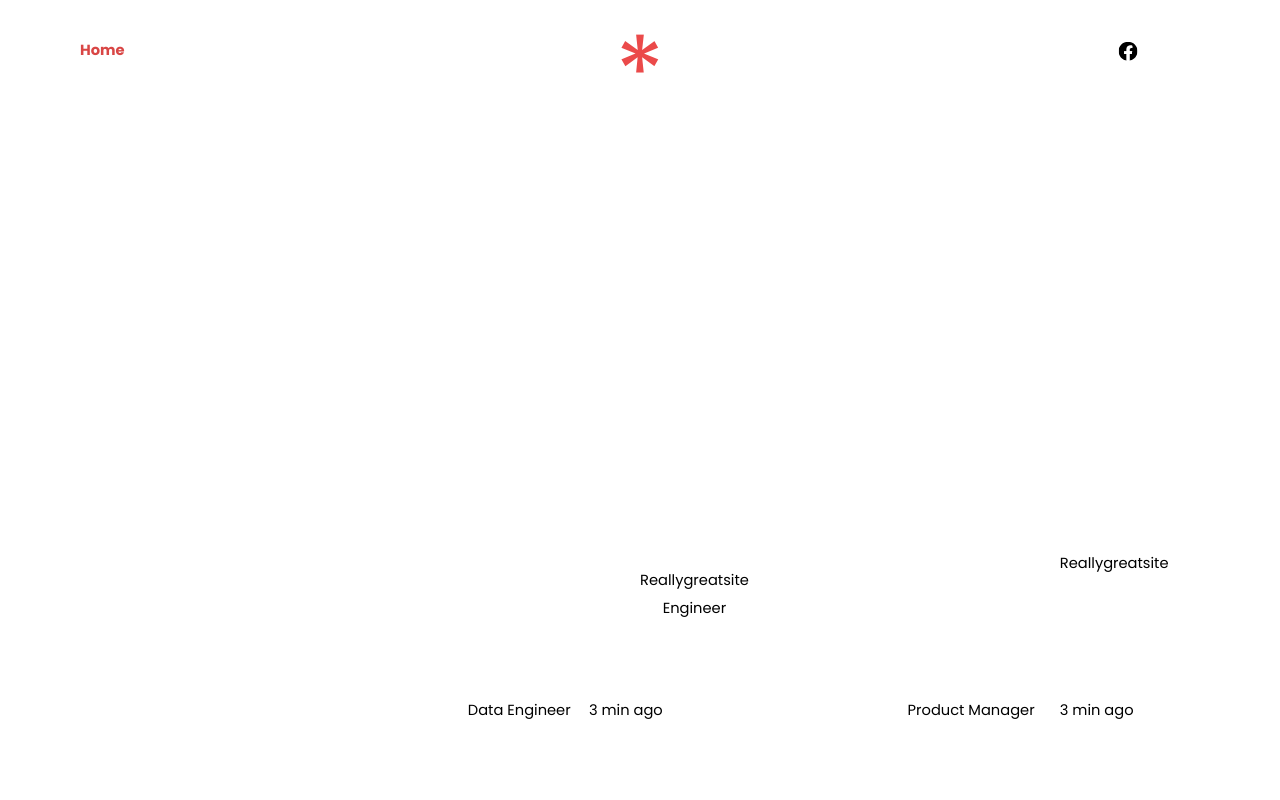 Home
Reallygreatsite
Reallygreatsite
Engineer
Data Engineer 3 min ago
Product Manager 3 min ago